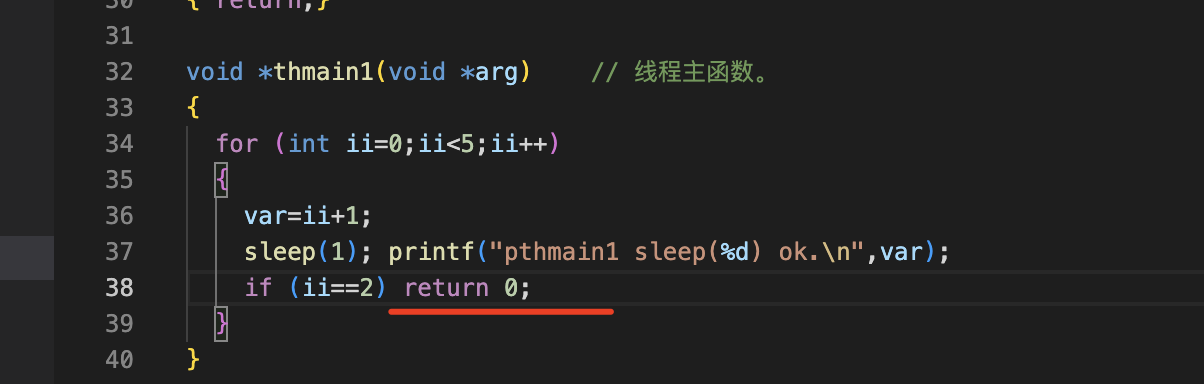 30 { return;}
31
32 void *thmain1(void *arg)    // 线程主函数。
33 {
34   for (int ii=0;ii<5;ii++)
35   {
36     var=ii+1;
37     sleep(1); printf("pthmain1 sleep(%d) ok.\n",var);
38     if (ii==2) return 0;
39   }
40 }